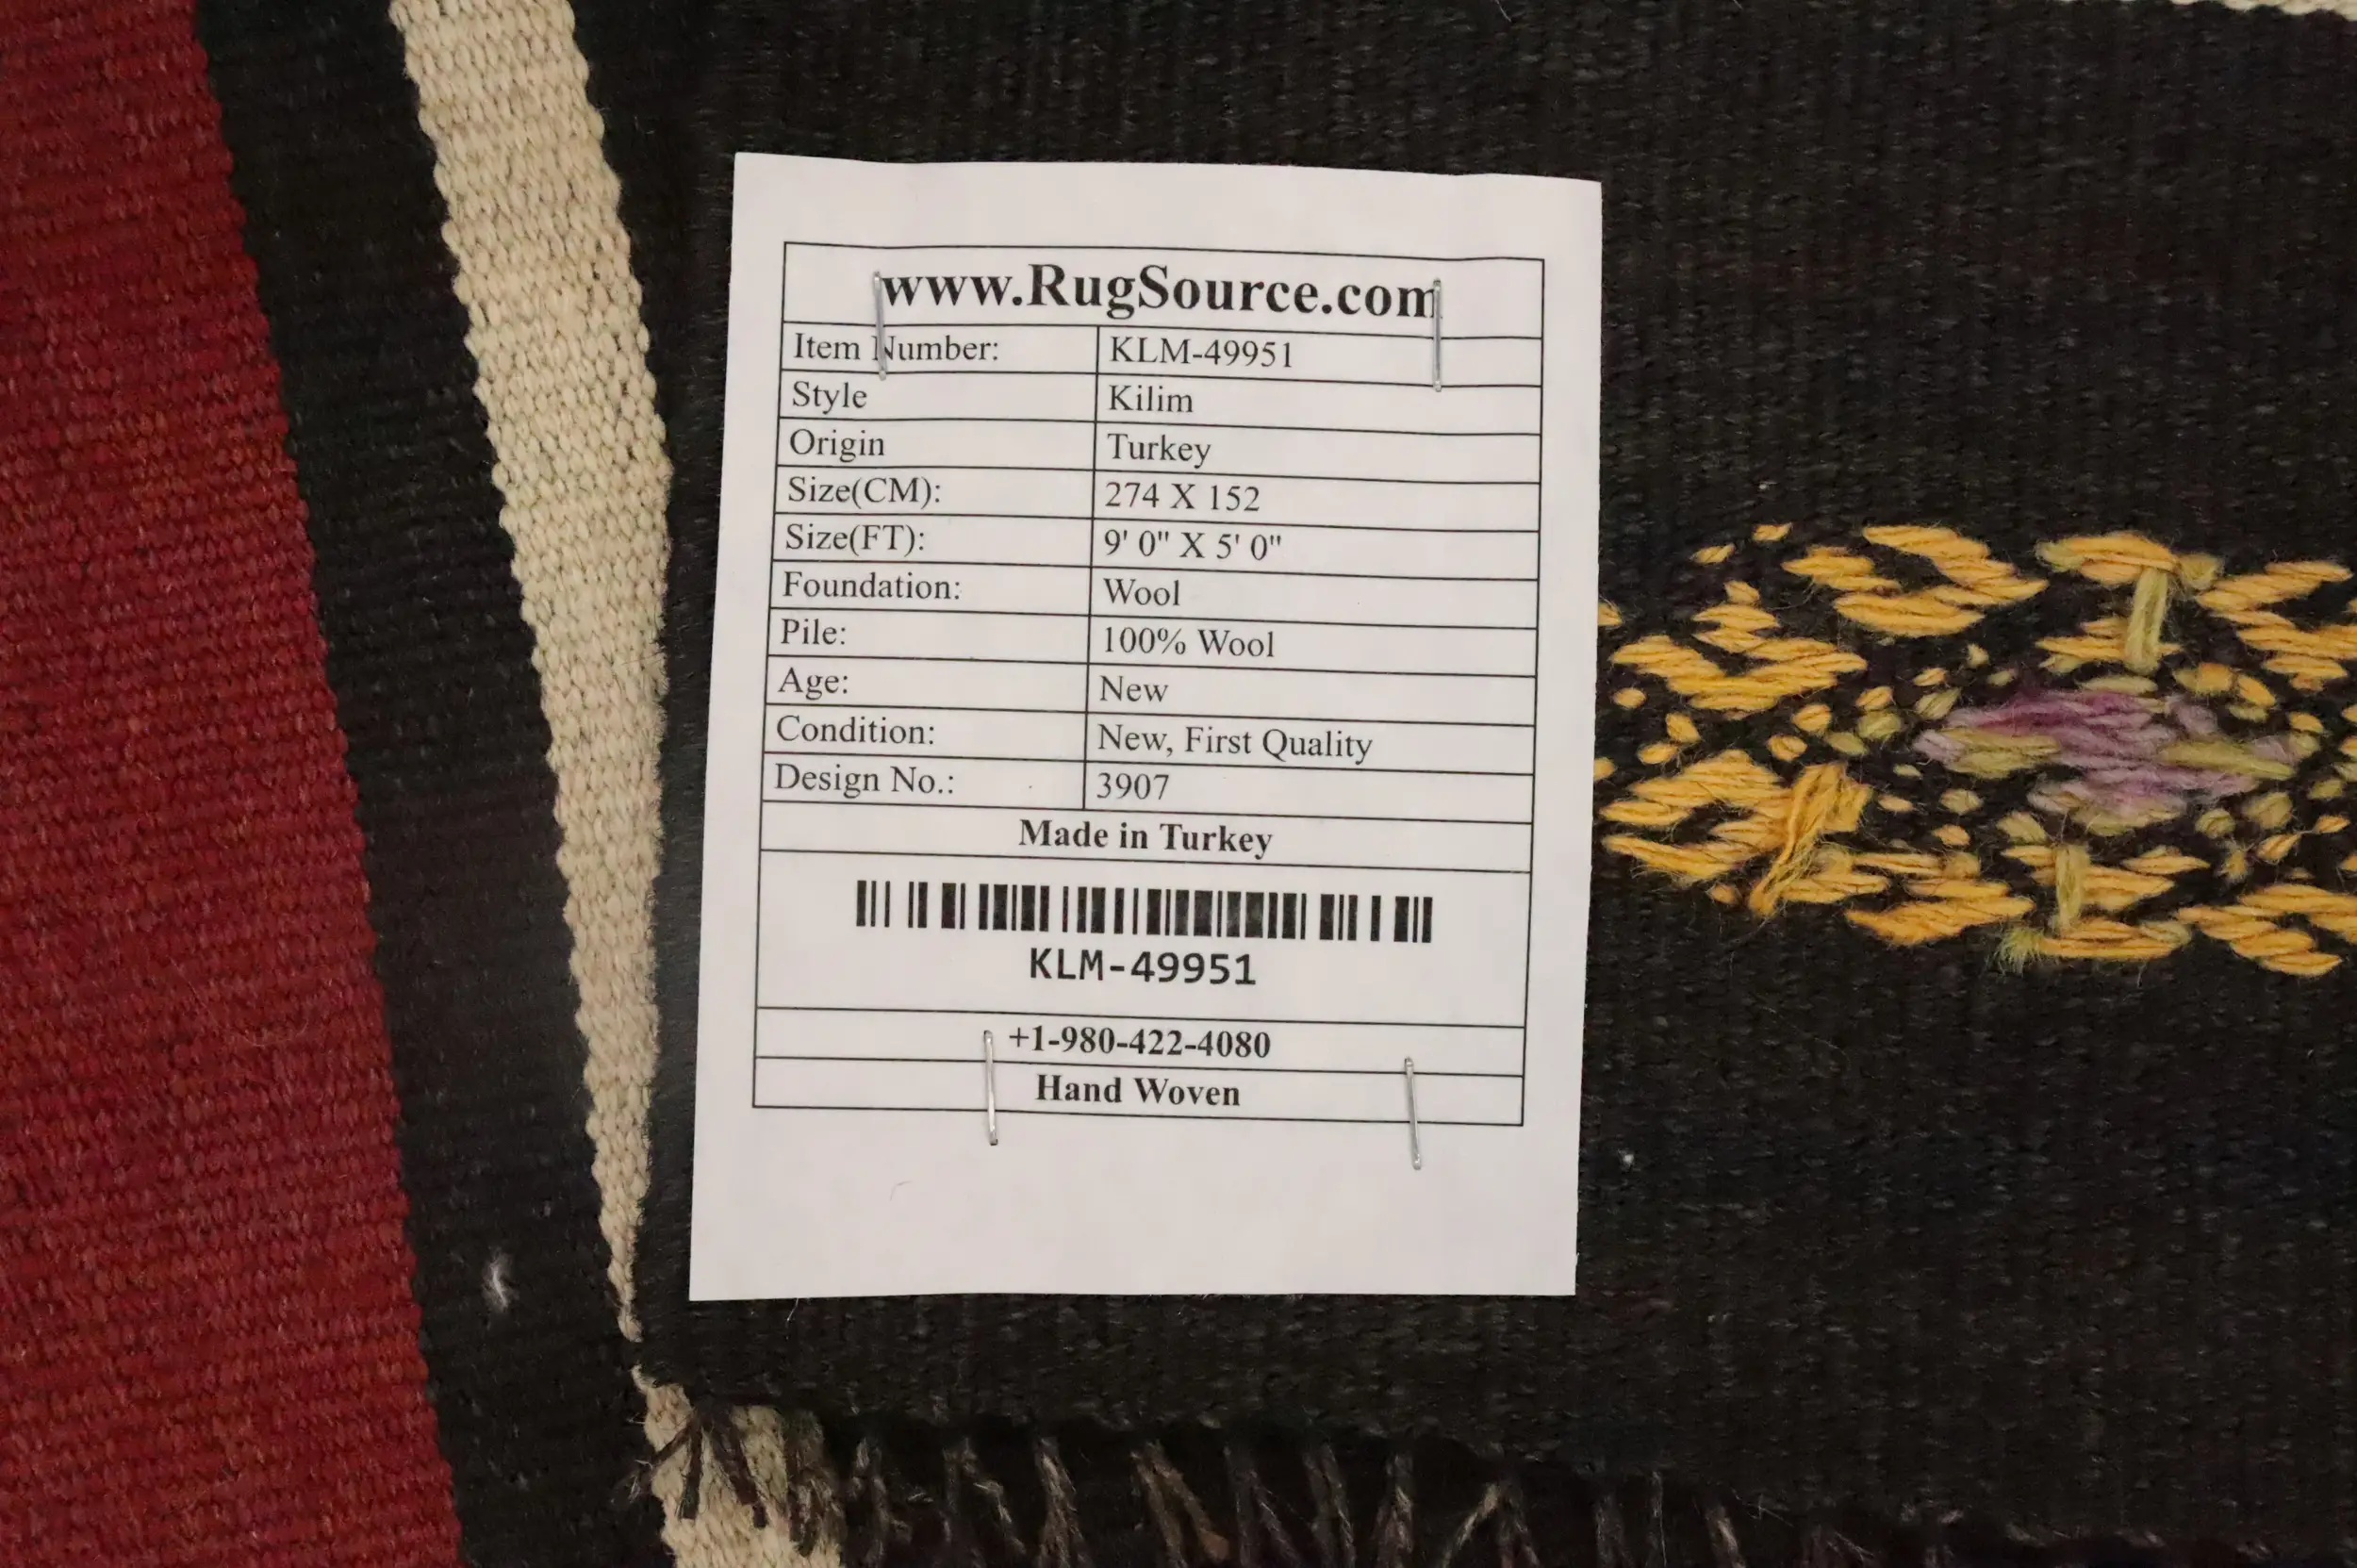 www.RugSource.com
Item Number: KLM-49951
Style Kilim
Origin Turkey
Size(CM): 274 X 152
Size(FT): 9' 0" X 5' 0"
Foundation: Wool
Pile: 100% Wool
Age: New
Condition: New, First Quality
Design No.: 3907
Made in Turkey
KLM-49951
+1-980-422-4080
Hand Woven